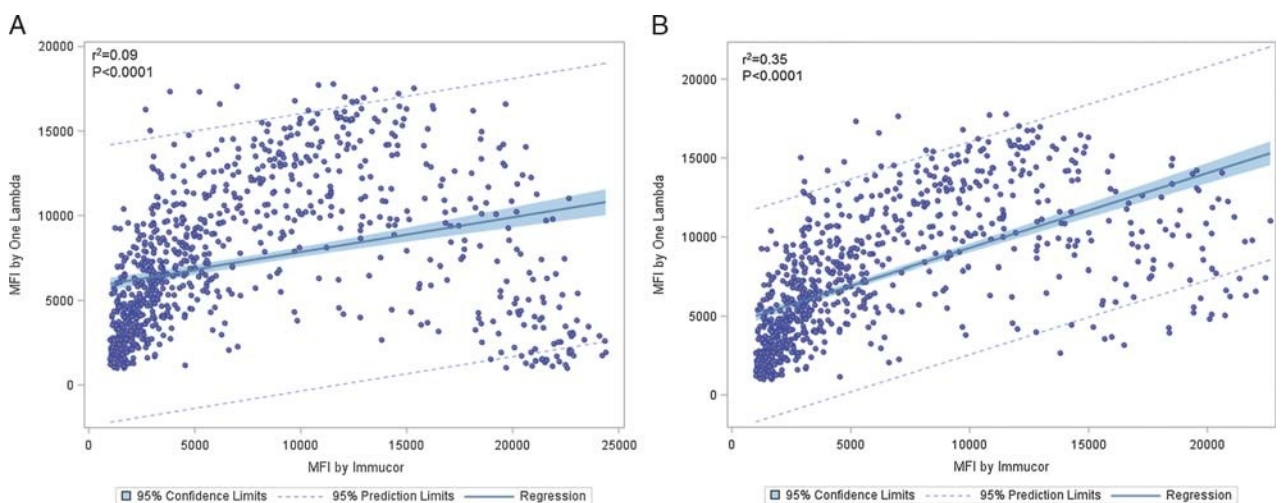 A
r²=0.09
P<0.0001
20000
15000
10000
5000
0
MFI by One Lambda
0 5000 10000 15000 20000 25000
MFI by Immucor
95% Confidence Limits 95% Prediction Limits Regression
B
r²=0.35
P<0.0001
20000
15000
10000
5000
0
MFI by One Lambda
0 5000 10000 15000 20000
MFI by Immucor
95% Confidence Limits 95% Prediction Limits Regression